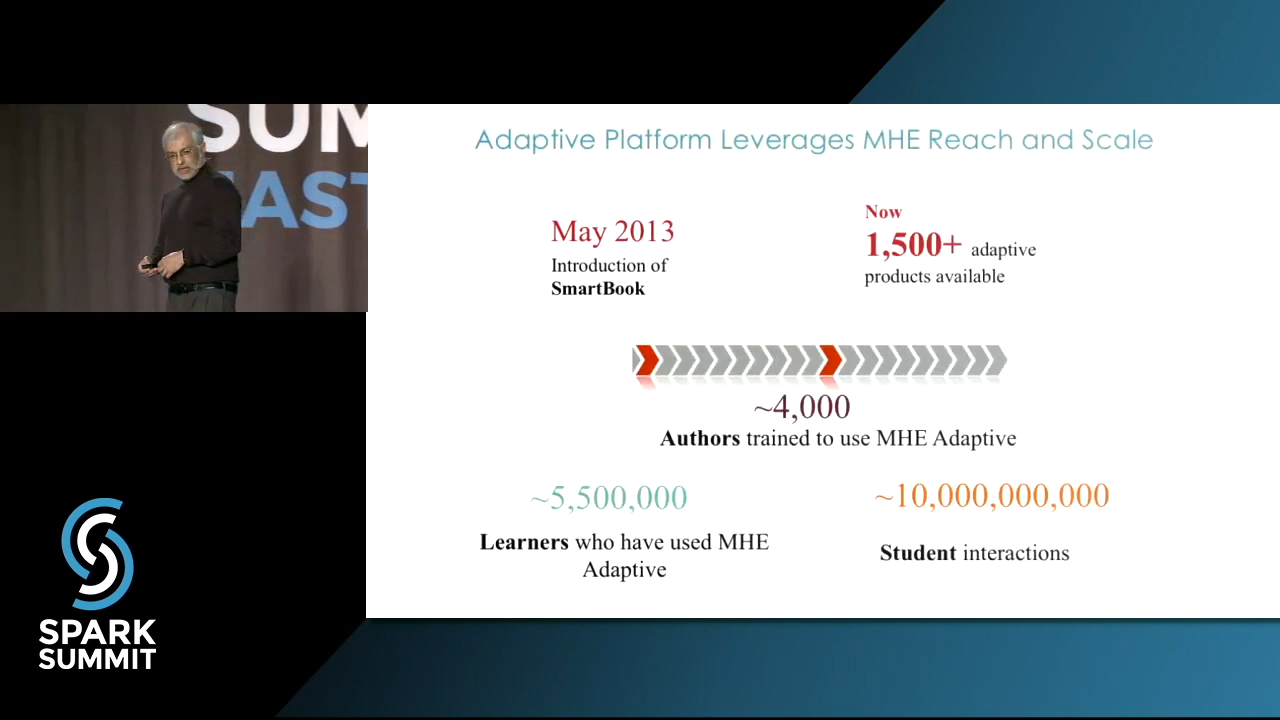 SUM
EAST
Adaptive Platform Leverages MHE Reach and Scale
May 2013
Introduction of
SmartBook
Now
1,500+ adaptive
products available
~4,000
Authors trained to use MHE Adaptive
~5,500,000
Learners who have used MHE
Adaptive
~10,000,000,000
Student interactions
SPARK
SUMMIT